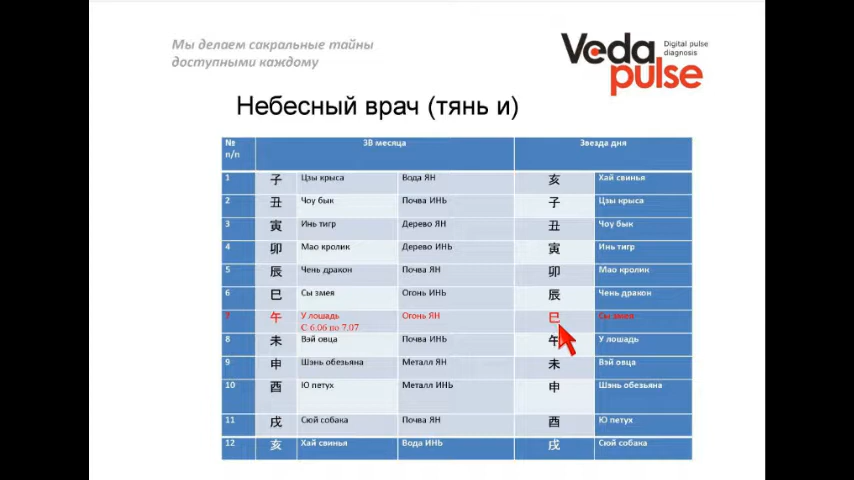 Мы делаем сакральные тайны
доступными каждому
Veda
pulse
Digital pulse
diagnosis
Небесный врач (тянь и)
№ п/п ЗВ месяца Звезда дня
1 子 Цзы крыса Вода ЯН 亥 Хай свинья
2 丑 Чоу бык Почва ИНЬ 子 Цзы крыса
3 寅 Инь тигр Дерево ЯН 丑 Чоу бык
4 卯 Мао кролик Дерево ИНЬ 寅 Инь тигр
5 辰 Чень дракон Почва ЯН 卯 Мао кролик
6 巳 Сы змея Огонь ИНЬ 辰 Чень дракон
7 午 У лошадь Огонь ЯН 巳 Сы змея
С 6.06 по 7.07
8 未 Вэй овца Почва ИНЬ 午 У лошадь
9 申 Шэнь обезьяна Металл ЯН 未 Вэй овца
10 酉 Ю петух Металл ИНЬ 申 Шэнь обезьяна
11 戌 Сюй собака Почва ЯН 酉 Ю петух
12 亥 Хай свинья Вода ИНЬ 戌 Сюй собака